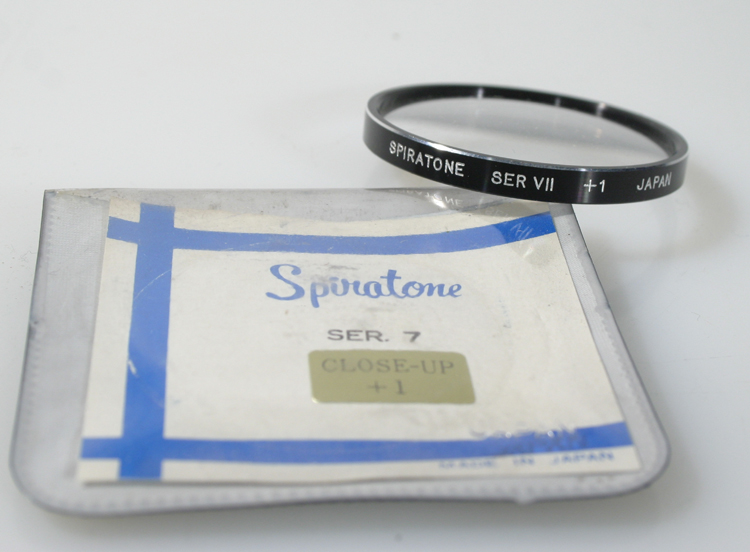 SPIRATONE SER VII +1 JAPAN
Spiratone
SER. 7
CLOSE-UP
+1
MADE IN JAPAN